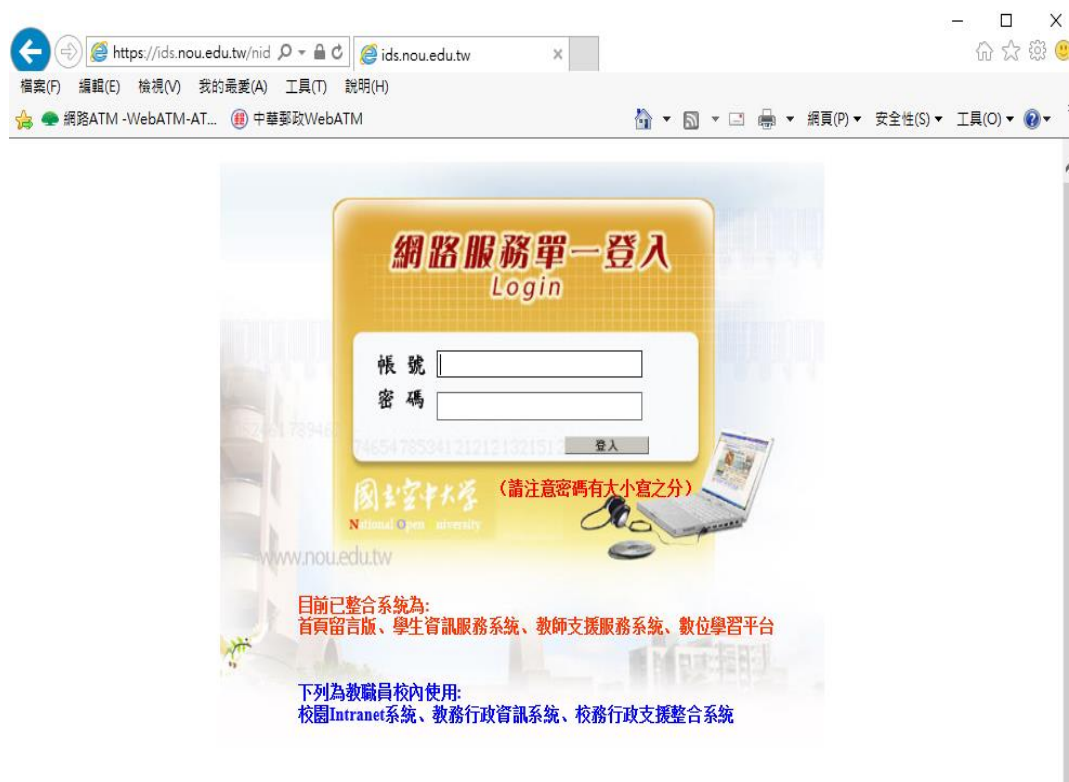 https://ids.nou.edu.tw/nid
ids.nou.edu.tw
檔案(F) 編輯(E) 檢視(V) 我的最愛(A) 工具(T) 說明(H)
網路ATM -WebATM-AT... 中華郵政WebATM
網頁(P) 安全性(S) 工具(O)
網路服務單一登入
Login
帳 號
密 碼
登入
國立空中大學
(請注意密碼有大小寫之分)
National Open University
www.nou.edu.tw
目前已整合系統為:
首頁留言版、學生資訊服務系統、教師支援服務系統、數位學習平台
下列為教職員校內使用:
校園Intranet系統、教務行政資訊系統、校務行政支援整合系統